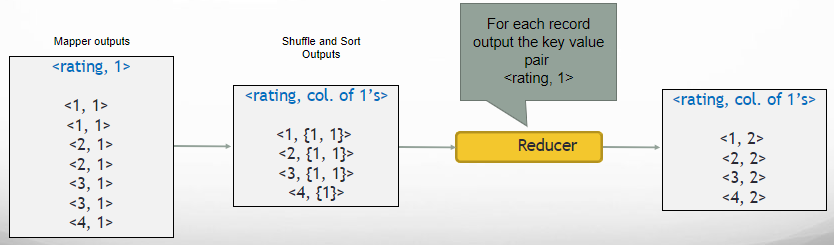 Mapper outputs
<rating, 1>
<1, 1>
<1, 1>
<2, 1>
<2, 1>
<3, 1>
<3, 1>
<4, 1>
Shuffle and Sort
Outputs
<rating, col. of 1's>
<1, {1, 1}>
<2, {1, 1}>
<3, {1, 1}>
<4, {1}>
For each record
output the key value
pair
<rating, 1>
Reducer
<rating, col. of 1's>
<1, 2>
<2, 2>
<3, 2>
<4, 2>